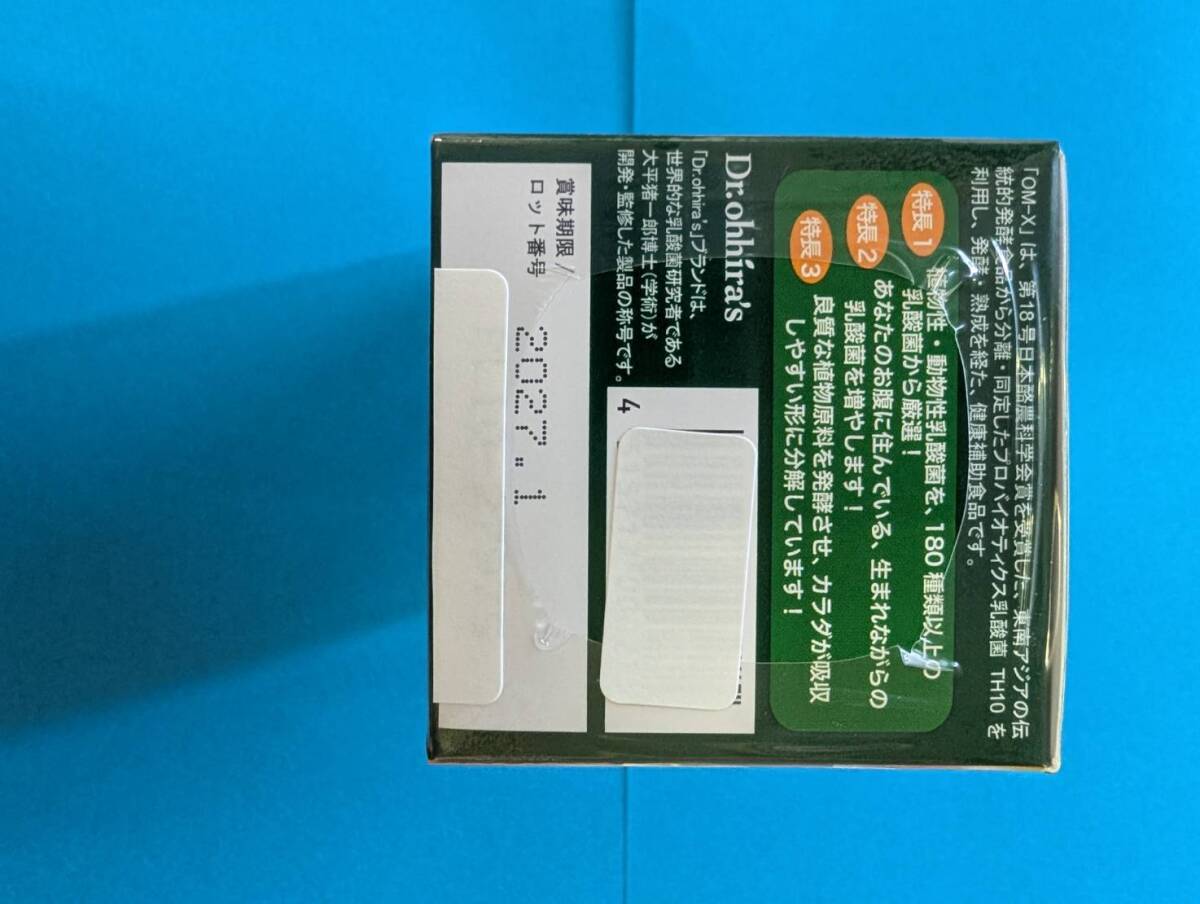 「OM-X」は、第18号日本酪農科学会賞を受賞した、東南アジアの伝
統的発酵食品から分離・同定したプロバイオティクス乳酸菌 TH10 を
利用し、発酵・熟成を経た、健康補助食品です。
特長1 植物性・動物性乳酸菌を、180種類以上の
乳酸菌から厳選！
特長2 あなたのお腹に住んでいる、生まれながらの
乳酸菌を増やします！
特長3 良質な植物原料を発酵させ、カラダが吸収
しやすい形に分解しています！
Dr.ohhira's
「Dr.ohhira's」ブランドは、
世界的な乳酸菌研究者である
大平猪一郎博士（学術）が
開発・監修した製品の称号です。
4
賞味期限/
ロット番号
2027. 1